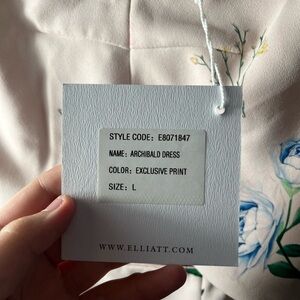 STYLE CODE: E8071847
NAME: ARCHIBALD DRESS
COLOR: EXCLUSIVE PRINT
SIZE: L
WWW.ELLIATT.COM